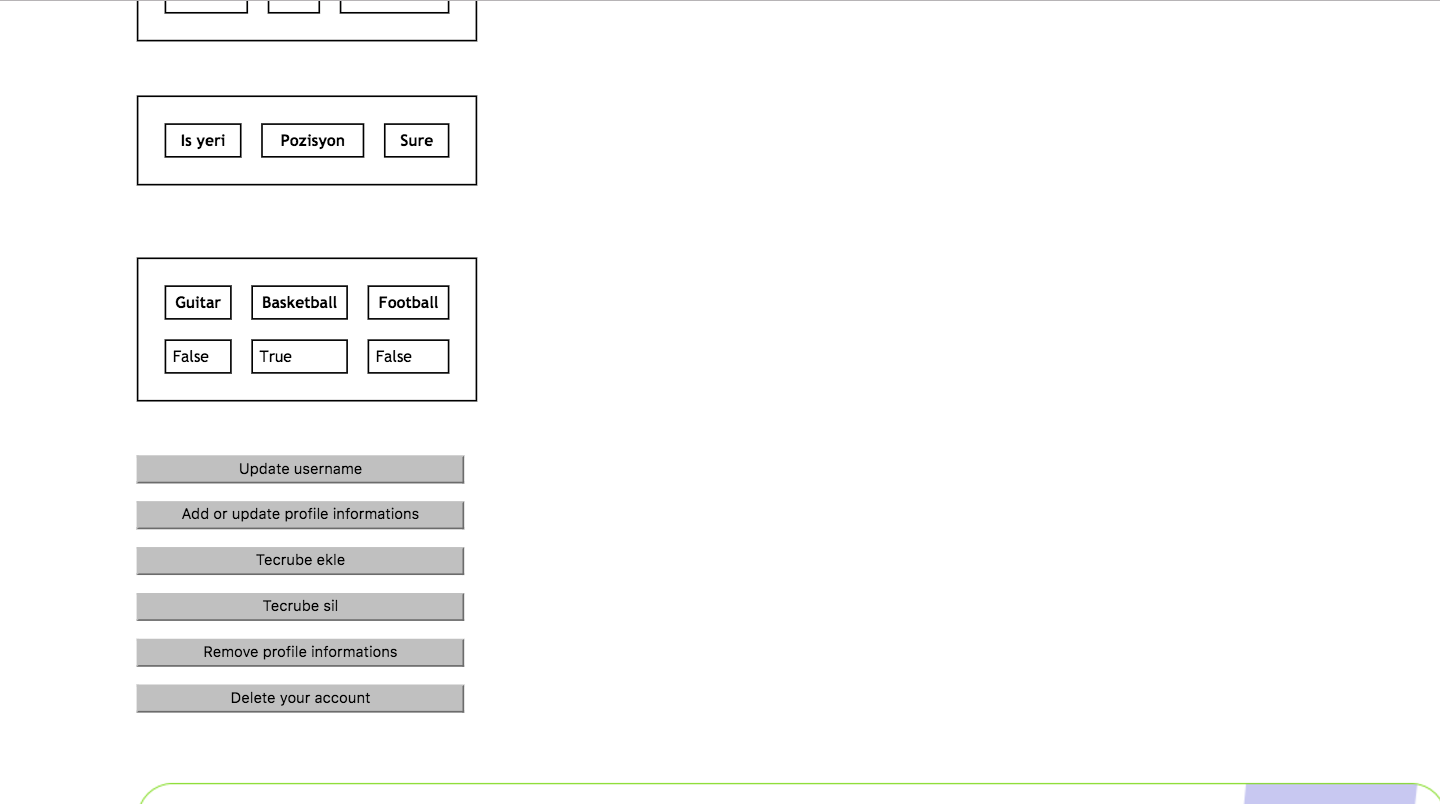 Is yeri Pozisyon Sure
Guitar Basketball Football
False True False
Update username
Add or update profile informations
Tecrube ekle
Tecrube sil
Remove profile informations
Delete your account